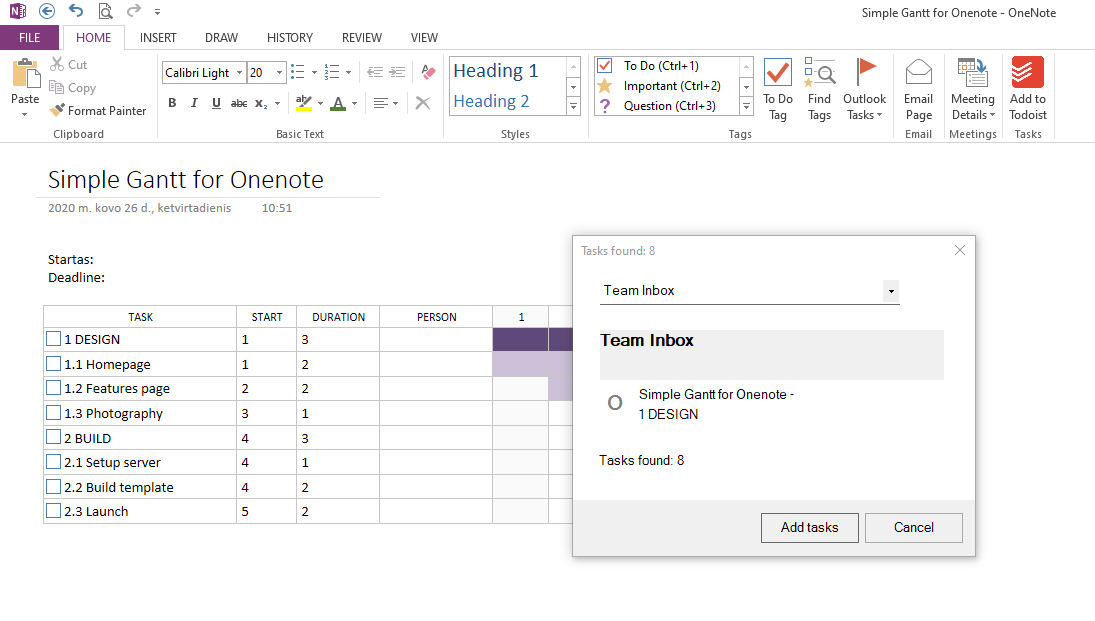 Simple Gantt for Onenote - OneNote
FILE HOME INSERT DRAW HISTORY REVIEW VIEW
Paste
Cut
Copy
Format Painter
Clipboard
Calibri Light 20
B I U abc x₂ ab A
Basic Text
Heading 1
Heading 2
Styles
To Do (Ctrl+1)
Important (Ctrl+2)
? Question (Ctrl+3)
To Do Tag
Find Tags
Outlook Tasks
Tags
Email Page
Email
Meeting Details
Meetings
Add to Todoist
Tasks
Simple Gantt for Onenote
2020 m. kovo 26 d., ketvirtadienis 10:51
Startas:
Deadline:
TASK START DURATION PERSON 1
1 DESIGN 1 3
1.1 Homepage 1 2
1.2 Features page 2 2
1.3 Photography 3 1
2 BUILD 4 3
2.1 Setup server 4 1
2.2 Build template 4 2
2.3 Launch 5 2
Tasks found: 8
Team Inbox
Team Inbox
O Simple Gantt for Onenote -
1 DESIGN
Tasks found: 8
Add tasks Cancel